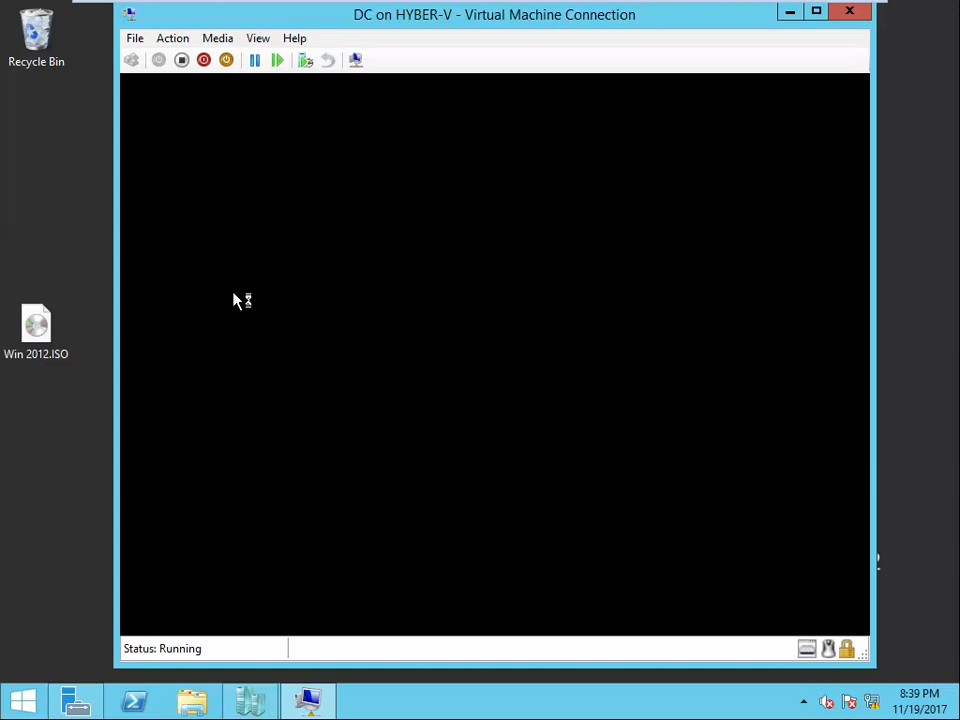 DC on HYBER-V - Virtual Machine Connection
File Action Media View Help
Recycle Bin
Win 2012.ISO
2
Status: Running
8:39 PM
11/19/2017